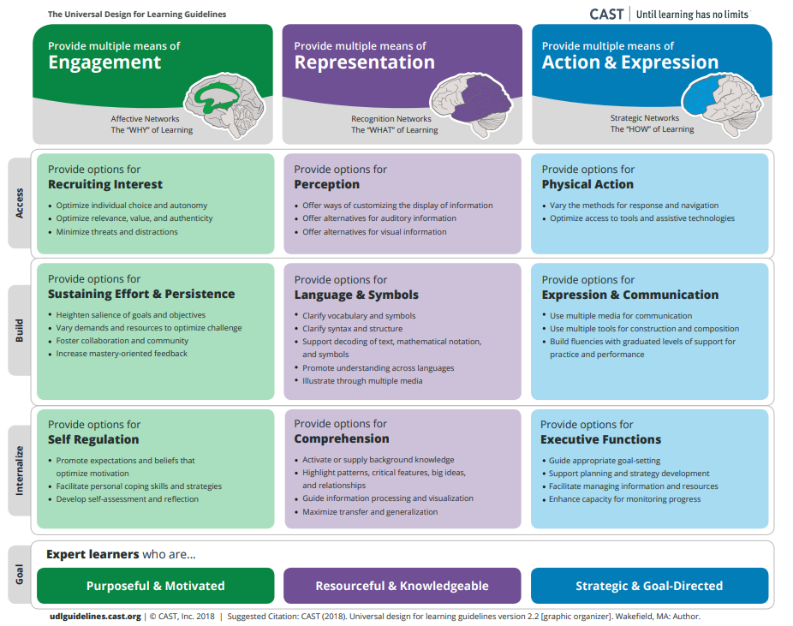 The Universal Design for Learning Guidelines
CAST | Until learning has no limits
Provide multiple means of
Engagement
Affective Networks
The "WHY" of Learning
Provide multiple means of
Representation
Recognition Networks
The "WHAT" of Learning
Provide multiple means of
Action & Expression
Strategic Networks
The "HOW" of Learning
Access
Provide options for
Recruiting Interest
• Optimize individual choice and autonomy
• Optimize relevance, value, and authenticity
• Minimize threats and distractions
Provide options for
Perception
• Offer ways of customizing the display of information
• Offer alternatives for auditory information
• Offer alternatives for visual information
Provide options for
Physical Action
• Vary the methods for response and navigation
• Optimize access to tools and assistive technologies
Build
Provide options for
Sustaining Effort & Persistence
• Heighten salience of goals and objectives
• Vary demands and resources to optimize challenge
• Foster collaboration and community
• Increase mastery-oriented feedback
Provide options for
Language & Symbols
• Clarify vocabulary and symbols
• Clarify syntax and structure
• Support decoding of text, mathematical notation,
and symbols
• Promote understanding across languages
• Illustrate through multiple media
Provide options for
Expression & Communication
• Use multiple media for communication
• Use multiple tools for construction and composition
• Build fluencies with graduated levels of support for
practice and performance
Internalize
Provide options for
Self Regulation
• Promote expectations and beliefs that
optimize motivation
• Facilitate personal coping skills and strategies
• Develop self-assessment and reflection
Provide options for
Comprehension
• Activate or supply background knowledge
• Highlight patterns, critical features, big ideas,
and relationships
• Guide information processing and visualization
• Maximize transfer and generalization
Provide options for
Executive Functions
• Guide appropriate goal-setting
• Support planning and strategy development
• Facilitate managing information and resources
• Enhance capacity for monitoring progress
Goal
Expert learners who are...
Purposeful & Motivated
Resourceful & Knowledgeable
Strategic & Goal-Directed
udlguidelines.cast.org | © CAST, Inc. 2018 | Suggested Citation: CAST (2018). Universal design for learning guidelines version 2.2 [graphic organizer]. Wakefield, MA: Author.